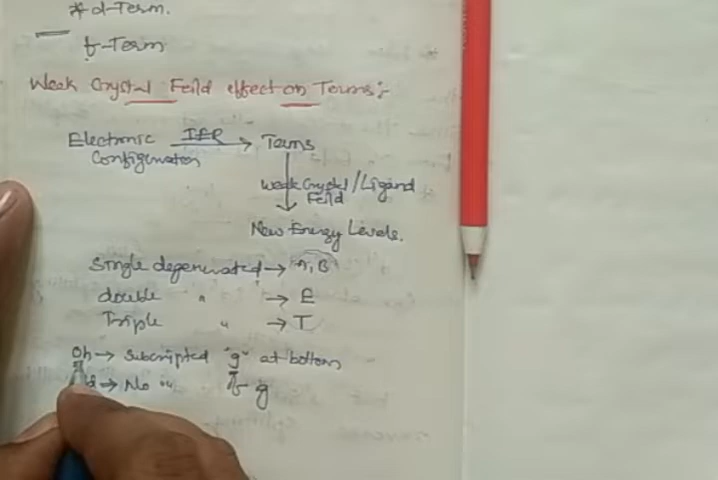 * d-Term.
f-Term
Weak Crystal Feild effect on Terms:-
Electronic Configuration IER → Terms
Weak Crystal/Ligand Feild
New Energy Levels.
Single degenerated → A, B
double " " → E
Triple " → T
Oh → Subscripted "g" at bottom
→ No " g